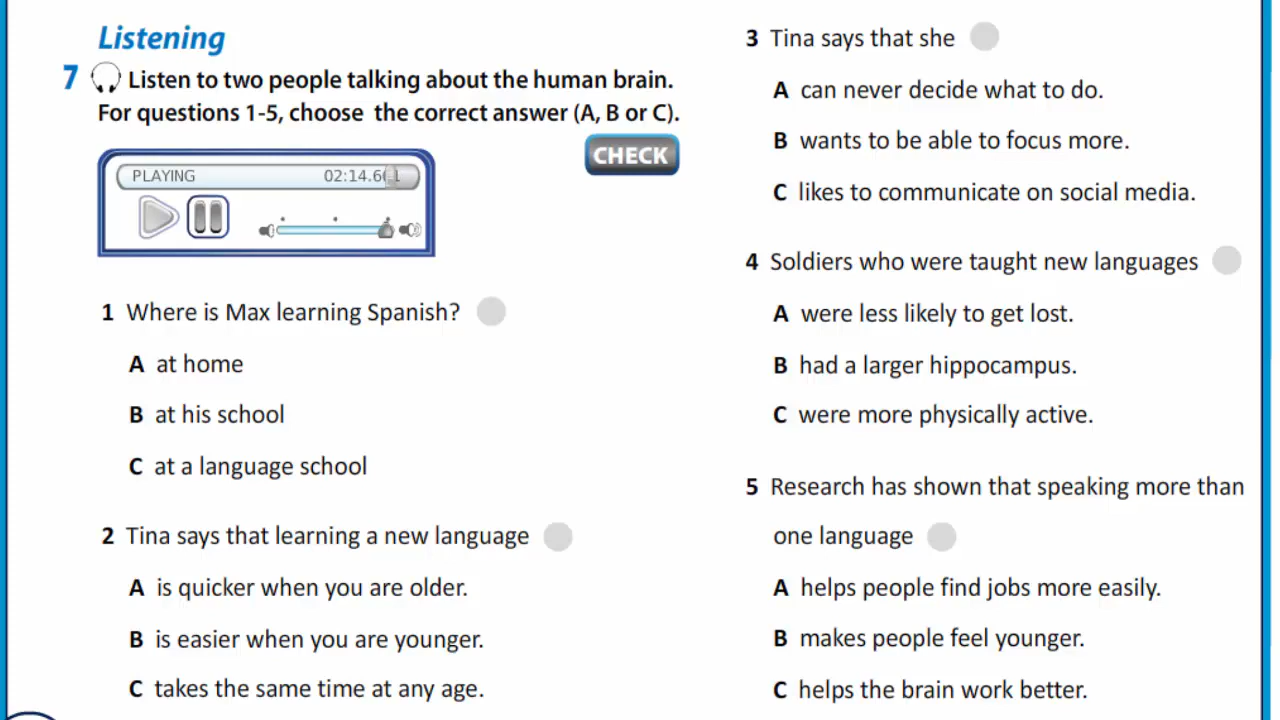 Listening
7 Listen to two people talking about the human brain.
For questions 1-5, choose the correct answer (A, B or C).
PLAYING 02:14.6
CHECK
1 Where is Max learning Spanish?
A at home
B at his school
C at a language school
2 Tina says that learning a new language
A is quicker when you are older.
B is easier when you are younger.
C takes the same time at any age.
3 Tina says that she
A can never decide what to do.
B wants to be able to focus more.
C likes to communicate on social media.
4 Soldiers who were taught new languages
A were less likely to get lost.
B had a larger hippocampus.
C were more physically active.
5 Research has shown that speaking more than
one language
A helps people find jobs more easily.
B makes people feel younger.
C helps the brain work better.